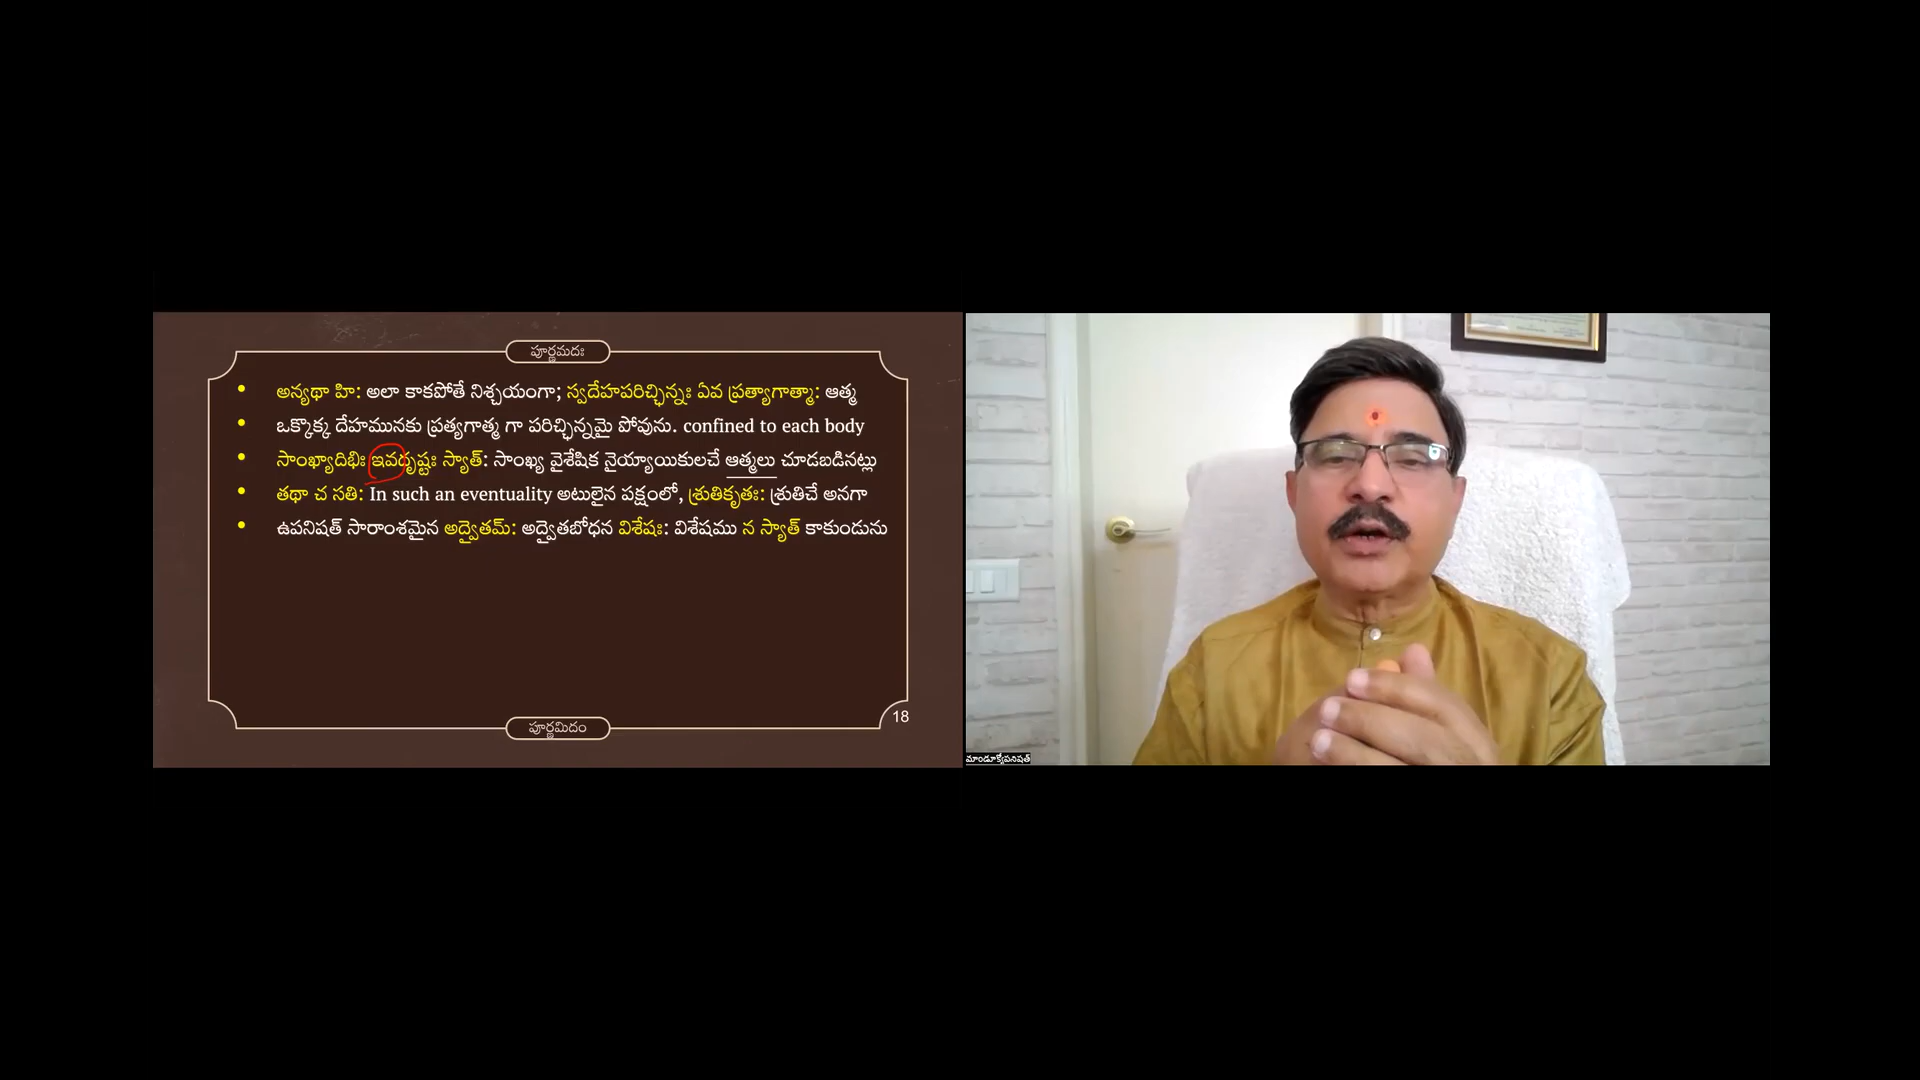 పూర్ణమదః
• అన్యథా హి: అలా కాకపోతే నిశ్చయంగా; స్వదేహపరిచ్ఛిన్నః ఏవ ప్రత్యాగాత్మా: ఆత్మ
• ఒక్కొక్క దేహమునకు ప్రత్యగాత్మ గా పరిచ్ఛిన్నమై పోవును. confined to each body
• సాంఖ్యాదిభిః ఇవదృష్టః స్యాత్: సాంఖ్య వైశేషిక నైయ్యాయికులచే ఆత్మలు చూడబడినట్లు
• తథా చ సతి: In such an eventuality అటులైన పక్షంలో, శ్రుతికృతః: శ్రుతిచే అనగా
• ఉపనిషత్ సారాంశమైన అద్వైతమ్: అద్వైతబోధన విశేషః: విశేషము న స్యాత్ కాకుండును
పూర్ణమిదం
18
మాండూక్యోపనిషత్